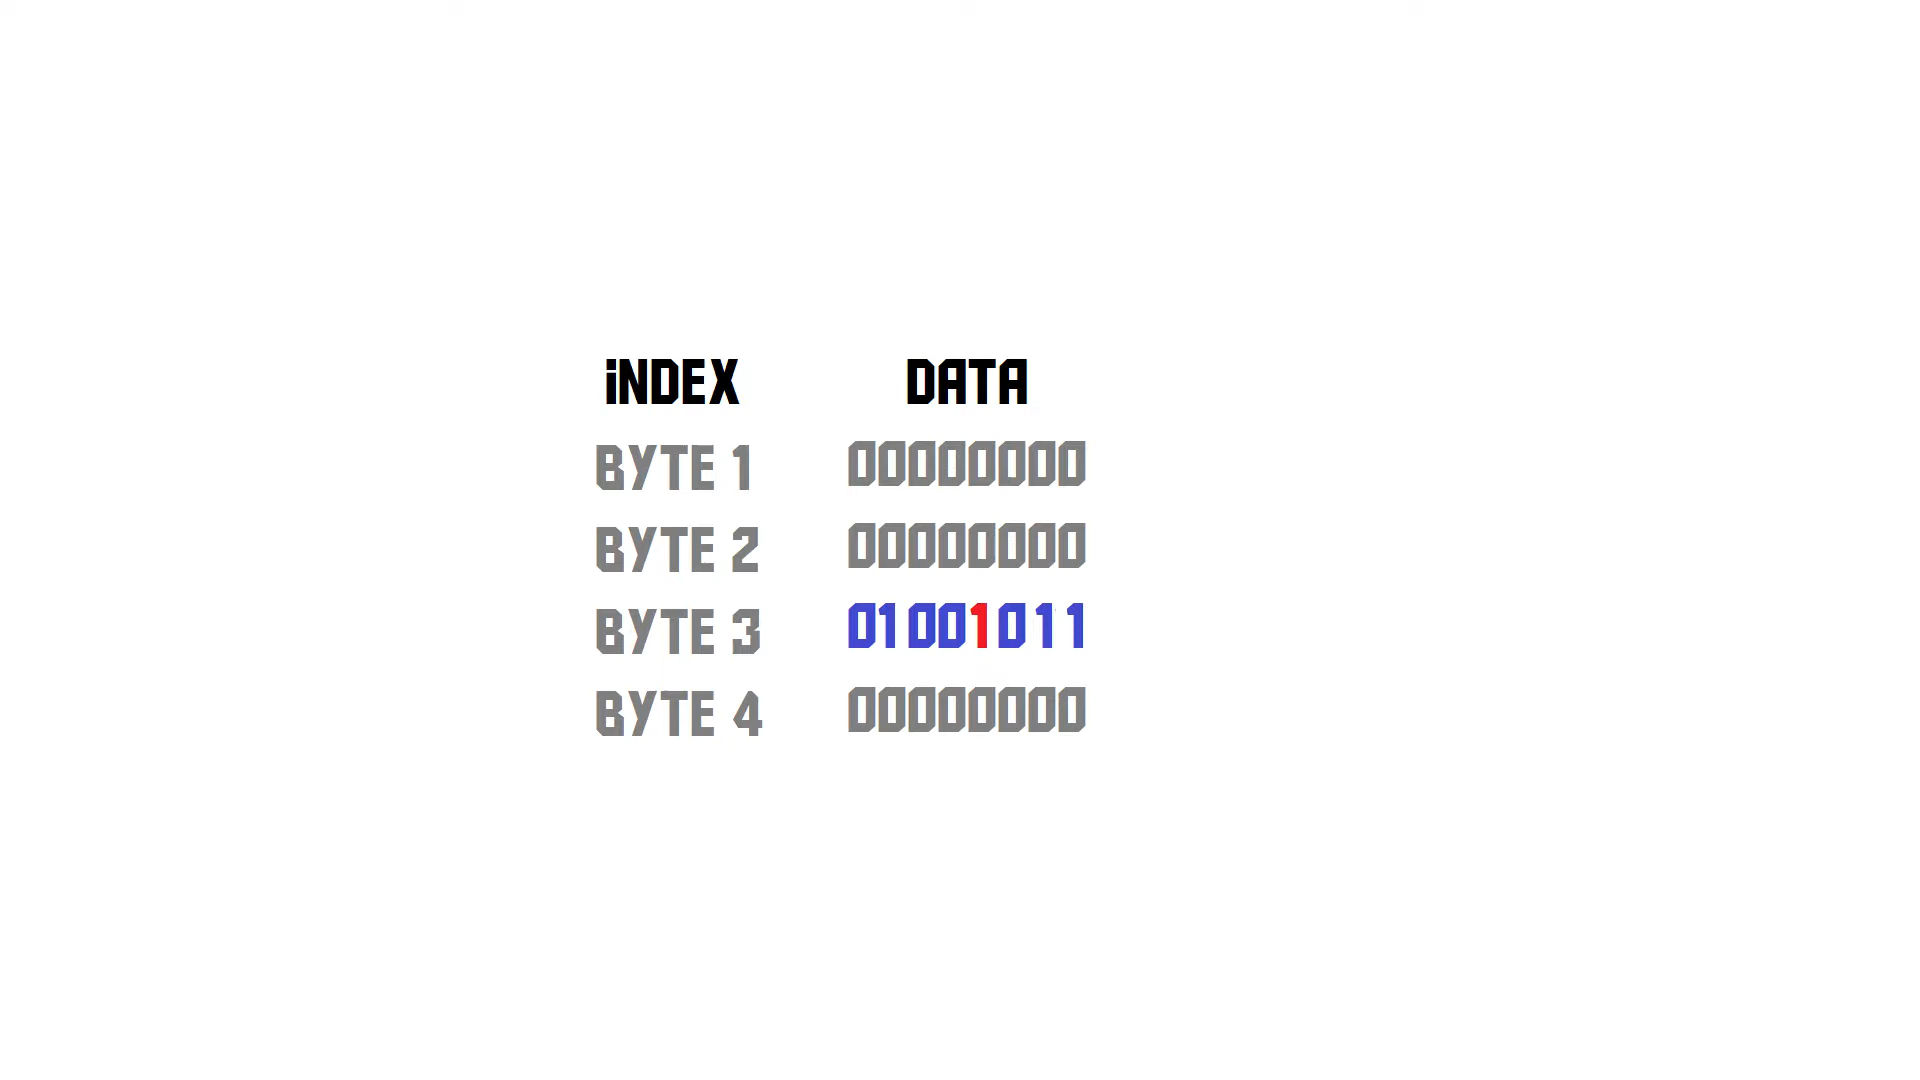 iNDEX DATA
BYTE 1 00000000
BYTE 2 00000000
BYTE 3 01001011
BYTE 4 00000000